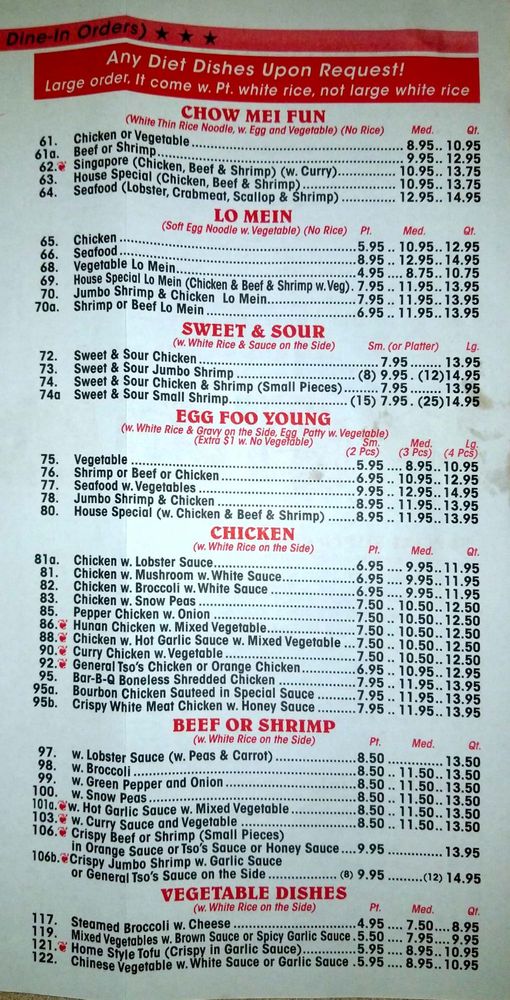 Dine-In Orders) ★ ★ ★
Any Diet Dishes Upon Request!
Large order, It come w. Pt. white rice, not large white rice
CHOW MEI FUN
(White Thin Rice Noodle, w. Egg and Vegetable) (No Rice) Med. Qt.
61. Chicken or Vegetable 8.95.. 10.95
61a. Beef or Shrimp 9.95.. 12.95
62. Singapore (Chicken, Beef & Shrimp) (w. Curry) 10.95.. 13.75
63. House Special (Chicken, Beef & Shrimp) 10.95.. 13.75
64. Seafood (Lobster, Crabmeat, Scallop & Shrimp) 12.95.. 14.95
LO MEIN
(Soft Egg Noodle w. Vegetable) (No Rice) Pt. Med. Qt.
65. Chicken 5.95 .. 10.95.. 12.95
66. Seafood 8.95 .. 12.95.. 14.95
68. Vegetable Lo Mein 4.95 .... 8.75.. 10.75
69. House Special Lo Mein (Chicken & Beef & Shrimp w.Veg). 7.95 .. 11.95.. 13.95
70. Jumbo Shrimp & Chicken Lo Mein 7.95 .. 11.95.. 13.95
70a. Shrimp or Beef Lo Mein 6.95 .. 11.95.. 13.95
SWEET & SOUR
(w. White Rice & Sauce on the Side) Sm. (or Platter) Lg.
72. Sweet & Sour Chicken 7.95 ........ 13.95
73. Sweet & Sour Jumbo Shrimp (8) 9.95 . (12)14.95
74. Sweet & Sour Chicken & Shrimp (Small Pieces) 7.95 ........ 13.95
74a Sweet & Sour Small Shrimp (15) 7.95 . (25)14.95
EGG FOO YOUNG
(w. White Rice & Gravy on the Side, Egg Patty w. Vegetable)
(Extra $1 w. No Vegetable) Sm. Med. Lg.
(2 Pcs) (3 Pcs) (4 Pcs)
75. Vegetable 5.95 .... 8.95.. 10.95
76. Shrimp or Beef or Chicken 6.95 .. 10.95.. 12.95
77. Seafood w. Vegetables 9.95 .. 12.95.. 14.95
78. Jumbo Shrimp & Chicken 8.95 .. 11.95.. 13.95
80. House Special (w. Chicken & Beef & Shrimp) 8.95 .. 11.95.. 13.95
CHICKEN
(w. White Rice on the Side) Pt. Med. Qt.
81a. Chicken w. Lobster Sauce 6.95 .... 9.95.. 11.95
81. Chicken w. Mushroom w. White Sauce 6.95 .... 9.95.. 11.95
82. Chicken w. Broccoli w. White Sauce 6.95 .... 9.95.. 11.95
83. Chicken w. Snow Peas 7.50 .. 10.50.. 12.50
85. Pepper Chicken w. Onion 7.50 .. 10.50.. 12.50
86. Hunan Chicken w. Mixed Vegetable 7.50 .. 10.50.. 12.50
88. Chicken w. Hot Garlic Sauce w. Mixed Vegetable ... 7.50 .. 10.50.. 12.50
90. Curry Chicken w. Vegetable 7.50 .. 10.50.. 12.50
92. General Tso's Chicken or Orange Chicken 6.95 .. 10.95.. 12.95
95. Bar-B-Q Boneless Shredded Chicken 7.95 .. 11.95.. 13.95
95a. Bourbon Chicken Sauteed in Special Sauce 7.95 .. 11.95.. 13.95
95b. Crispy White Meat Chicken w. Honey Sauce 7.95 .. 11.95.. 13.95
BEEF OR SHRIMP
(w. White Rice on the Side) Pt. Med. Qt.
97. w. Lobster Sauce (w. Peas & Carrot) 8.50 ........ 13.50
98. w. Broccoli 8.50 .. 11.50.. 13.50
99. w. Green Pepper and Onion 8.50 .. 11.50.. 13.50
100. w. Snow Peas 8.50 .. 11.50.. 13.50
101a. w. Hot Garlic Sauce w. Mixed Vegetable 8.50 .. 11.50.. 13.50
103. w. Curry Sauce and Vegetable 8.50 .. 11.50.. 13.50
106. Crispy Beef or Shrimp (Small Pieces)
in Orange Sauce or Tso's Sauce or Honey Sauce .... 9.95 ........ 13.95
106b. Crispy Jumbo Shrimp w. Garlic Sauce
or General Tso's Sauce on the Side (8) 9.95 ........ (12) 14.95
VEGETABLE DISHES
(w. White Rice on the Side) Pt. Med. Qt.
117. Steamed Broccoli w. Cheese 4.95 .... 7.50 .... 8.95
119. Mixed Vegetables w. Brown Sauce or Spicy Garlic Sauce . 5.50 .... 7.95 .... 9.95
121. Home Style Tofu (Crispy in Garlic Sauce) 5.95 .... 8.95.. 10.95
122. Chinese Vegetable w. White Sauce or Garlic Sauce . 5.95 .... 8.95.. 10.95